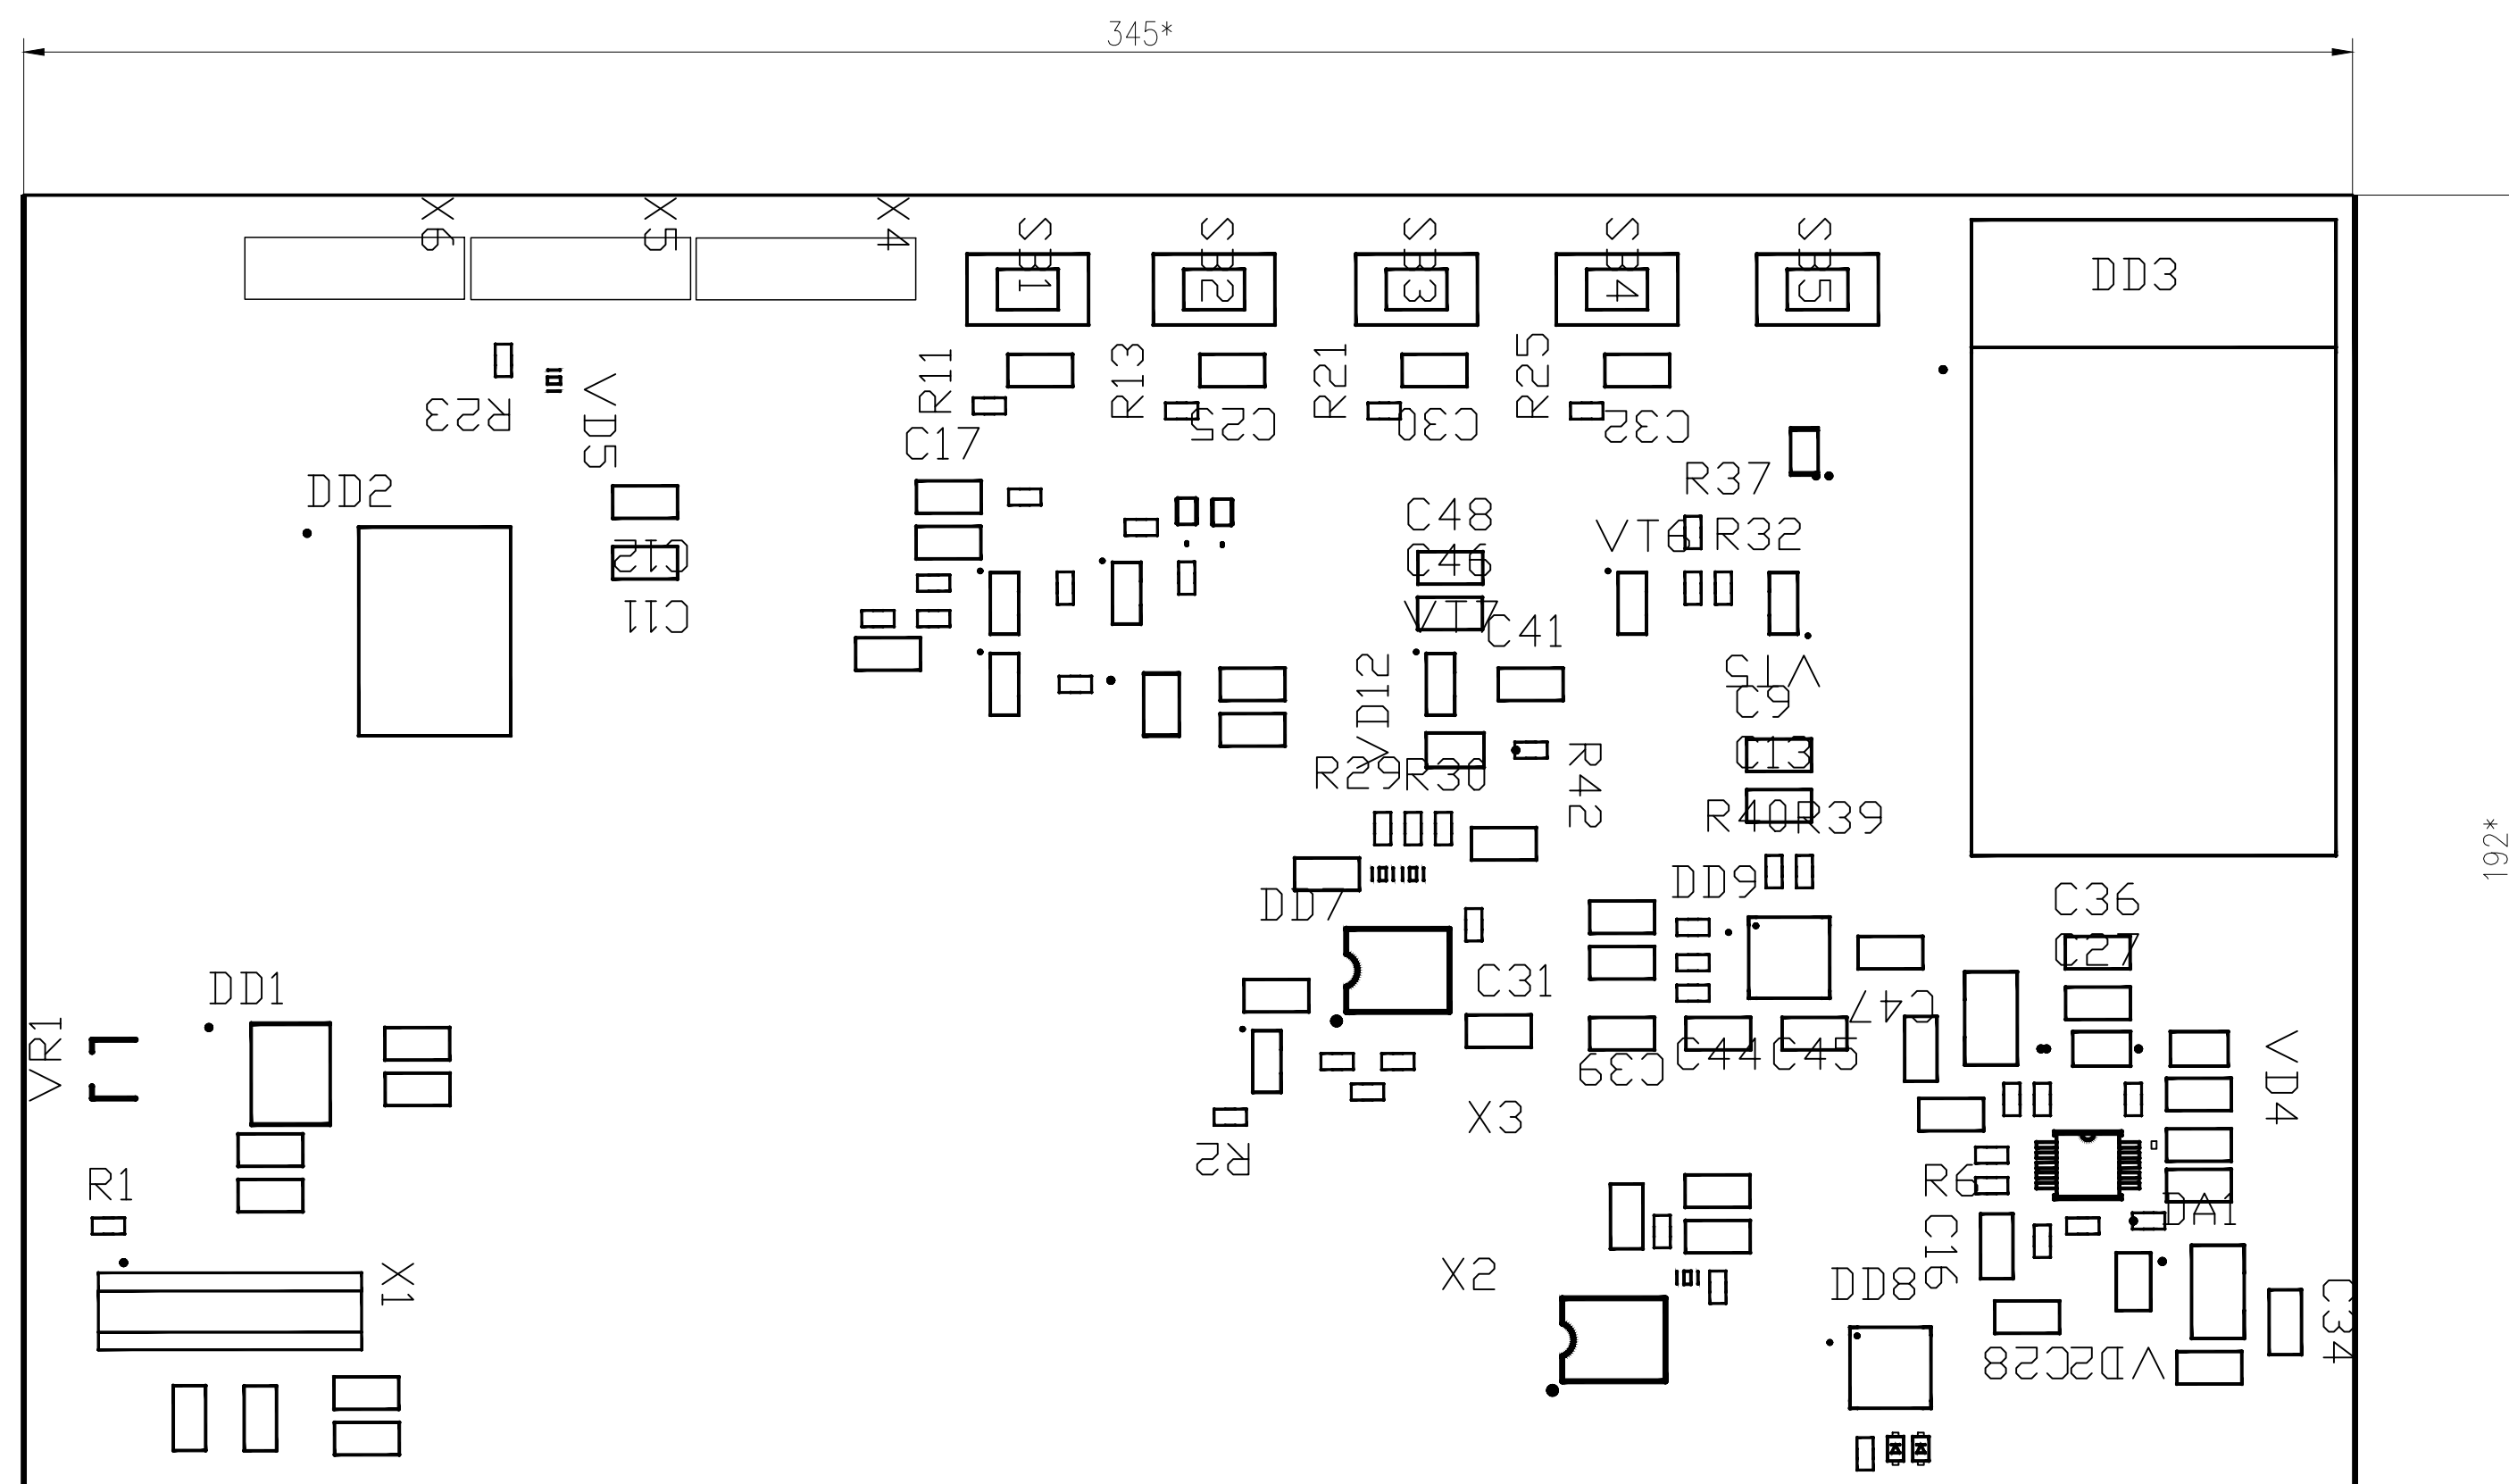 345*
X6
X5
X4
SB1
SB2
SB3
SB4
SB5
DD3
R11
R13
R21
R25
R23
VD5
C25
C30
C32
C17
R37
DD2
C48
VT6
R32
C12
C46
C11
VT7
C41
VD12
VT5
C9
C13
R42
R29
R30
R40
R39
192*
DD9
DD7
C36
C27
DD1
C31
C47
VR1
C39
C44
C45
VD4
X3
R2
R1
R6
DA1
C16
X1
X2
DD8
C34
C28
VD2